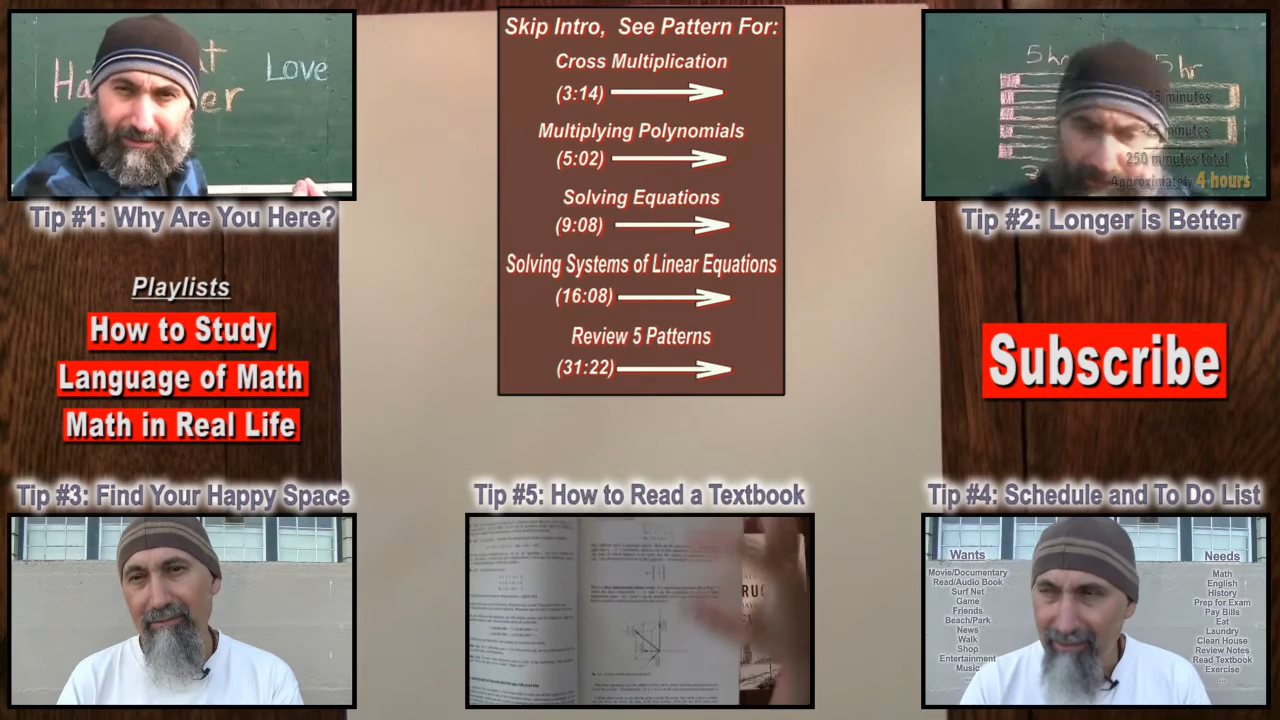 Love
Tip #1: Why Are You Here?
Skip Intro, See Pattern For:
Cross Multiplication
(3:14)
Multiplying Polynomials
(5:02)
Solving Equations
(9:08)
Solving Systems of Linear Equations
(16:08)
Review 5 Patterns
(31:22)
5 hr
25 minutes
250 minutes total
Approximately 4 hours
Tip #2: Longer is Better
Playlists
How to Study
Language of Math
Math in Real Life
Subscribe
Tip #3: Find Your Happy Space
Tip #5: How to Read a Textbook
Tip #4: Schedule and To Do List
Wants
Movie/Documentary
Read/Audio Book
Surf Net
Game
Friends
Beach/Park
News
Walk
Shop
Entertainment
Music
...
Needs
Math
English
History
Prep for Exam
Pay Bills
Eat
Laundry
Clean House
Review Notes
Read Textbook
Exercise
...